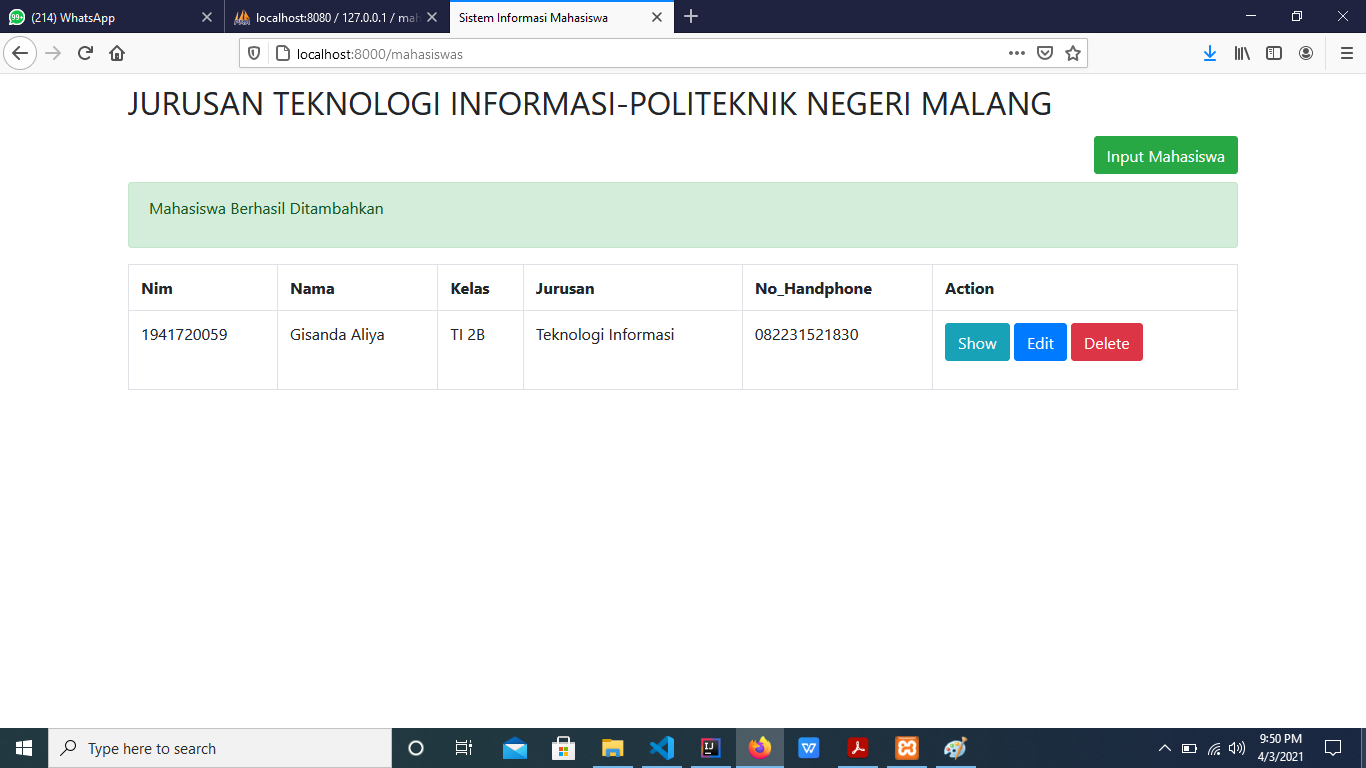 (214) WhatsApp
localhost:8080 / 127.0.0.1 / mah
Sistem Informasi Mahasiswa
localhost:8000/mahasiswas
JURUSAN TEKNOLOGI INFORMASI-POLITEKNIK NEGERI MALANG
Input Mahasiswa
Mahasiswa Berhasil Ditambahkan
Nim Nama Kelas Jurusan No_Handphone Action
1941720059 Gisanda Aliya TI 2B Teknologi Informasi 082231521830 Show Edit Delete
Type here to search
9:50 PM
4/3/2021